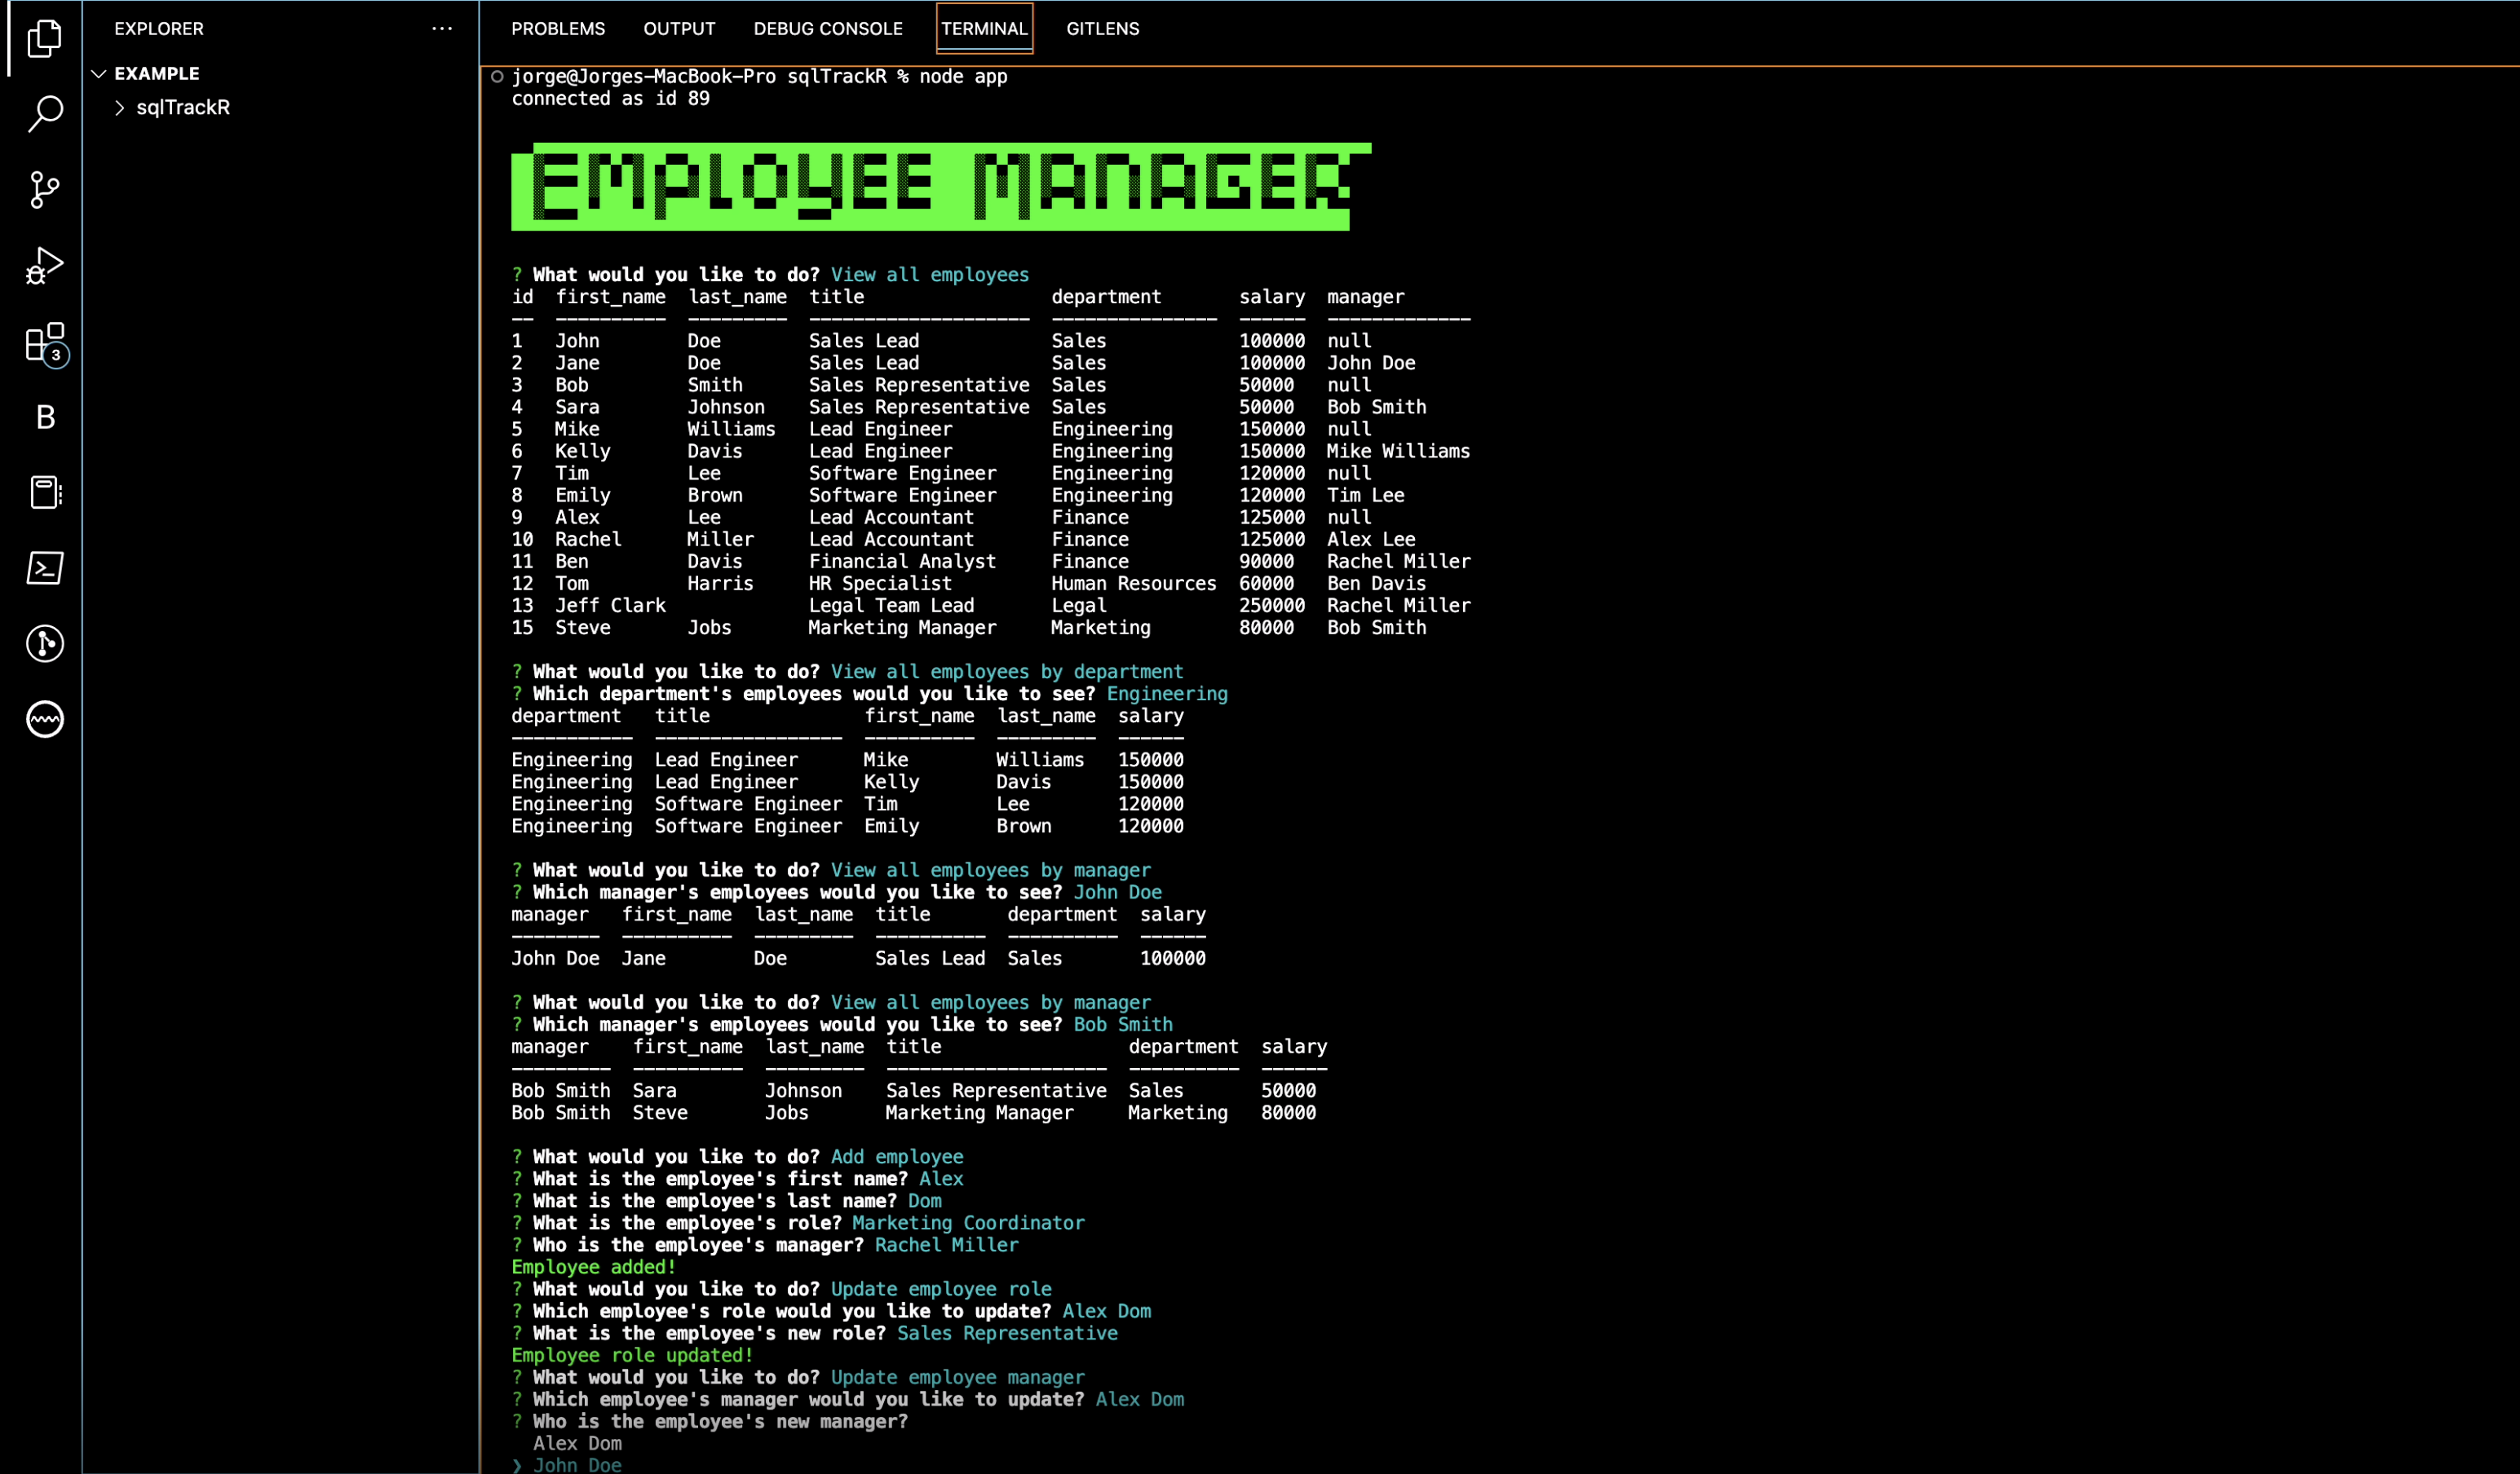 EXPLORER ...
EXAMPLE
sqlTrackR
3
B
PROBLEMS OUTPUT DEBUG CONSOLE TERMINAL GITLENS
jorge@Jorges-MacBook-Pro sqlTrackR % node app
connected as id 89
EMPLOYEE MANAGER
? What would you like to do? View all employees
id  first_name  last_name  title                 department       salary  manager
--  ----------  ---------  --------------------  ---------------  ------  -------------
1   John        Doe        Sales Lead            Sales            100000  null
2   Jane        Doe        Sales Lead            Sales            100000  John Doe
3   Bob         Smith      Sales Representative  Sales            50000   null
4   Sara        Johnson    Sales Representative  Sales            50000   Bob Smith
5   Mike        Williams   Lead Engineer         Engineering      150000  null
6   Kelly       Davis      Lead Engineer         Engineering      150000  Mike Williams
7   Tim         Lee        Software Engineer     Engineering      120000  null
8   Emily       Brown      Software Engineer     Engineering      120000  Tim Lee
9   Alex        Lee        Lead Accountant       Finance          125000  null
10  Rachel      Miller     Lead Accountant       Finance          125000  Alex Lee
11  Ben         Davis      Financial Analyst     Finance          90000   Rachel Miller
12  Tom         Harris     HR Specialist         Human Resources  60000   Ben Davis
13  Jeff Clark             Legal Team Lead       Legal            250000  Rachel Miller
15  Steve       Jobs       Marketing Manager     Marketing        80000   Bob Smith
? What would you like to do? View all employees by department
? Which department's employees would you like to see? Engineering
department   title              first_name  last_name  salary
-----------  -----------------  ----------  ---------  ------
Engineering  Lead Engineer      Mike        Williams   150000
Engineering  Lead Engineer      Kelly       Davis      150000
Engineering  Software Engineer  Tim         Lee        120000
Engineering  Software Engineer  Emily       Brown      120000
? What would you like to do? View all employees by manager
? Which manager's employees would you like to see? John Doe
manager   first_name  last_name  title       department  salary
--------  ----------  ---------  ----------  ----------  ------
John Doe  Jane        Doe        Sales Lead  Sales       100000
? What would you like to do? View all employees by manager
? Which manager's employees would you like to see? Bob Smith
manager    first_name  last_name  title                 department  salary
---------  ----------  ---------  --------------------  ----------  ------
Bob Smith  Sara        Johnson    Sales Representative  Sales       50000
Bob Smith  Steve       Jobs       Marketing Manager     Marketing   80000
? What would you like to do? Add employee
? What is the employee's first name? Alex
? What is the employee's last name? Dom
? What is the employee's role? Marketing Coordinator
? Who is the employee's manager? Rachel Miller
Employee added!
? What would you like to do? Update employee role
? Which employee's role would you like to update? Alex Dom
? What is the employee's new role? Sales Representative
Employee role updated!
? What would you like to do? Update employee manager
? Which employee's manager would you like to update? Alex Dom
? Who is the employee's new manager?
Alex Dom
❯ John Doe